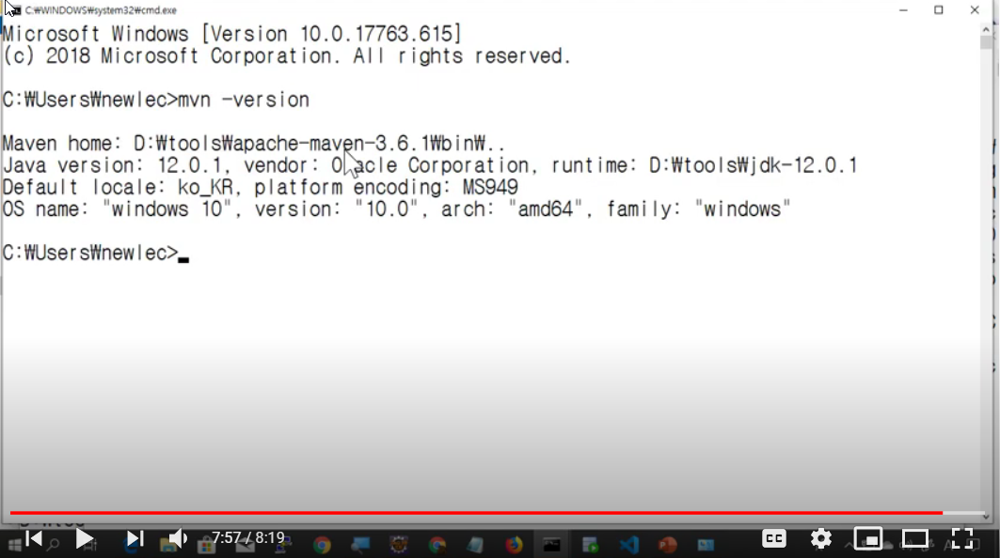 C:₩WINDOWS₩system32₩cmd.exe
Microsoft Windows [Version 10.0.17763.615]
(c) 2018 Microsoft Corporation. All rights reserved.
C:₩Users₩newlec>mvn -version
Maven home: D:₩tools₩apache-maven-3.6.1₩bin₩..
Java version: 12.0.1, vendor: Oracle Corporation, runtime: D:₩tools₩jdk-12.0.1
Default locale: ko_KR, platform encoding: MS949
OS name: "windows 10", version: "10.0", arch: "amd64", family: "windows"
C:₩Users₩newlec>
7:57 / 8:19
CC